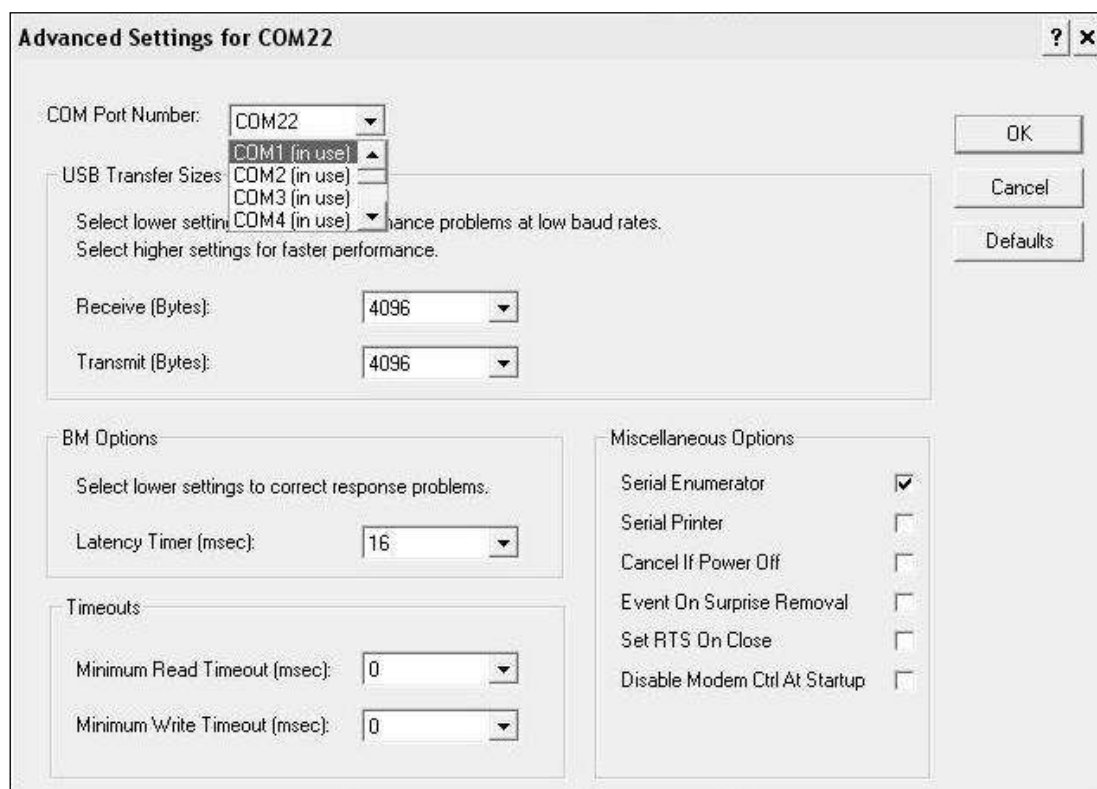 Advanced Settings for COM22
? ×
COM Port Number: COM22
COM1 (in use)
COM2 (in use)
COM3 (in use)
COM4 (in use)
OK
Cancel
Defaults
USB Transfer Sizes
Select lower mance problems at low baud rates.
Select higher settings for faster performance.
Receive (Bytes): 4096
Transmit (Bytes): 4096
BM Options
Select lower settings to correct response problems.
Latency Timer (msec): 16
Timeouts
Minimum Read Timeout (msec): 0
Minimum Write Timeout (msec): 0
Miscellaneous Options
Serial Enumerator
Serial Printer
Cancel If Power Off
Event On Surprise Removal
Set RTS On Close
Disable Modem Ctrl At Startup